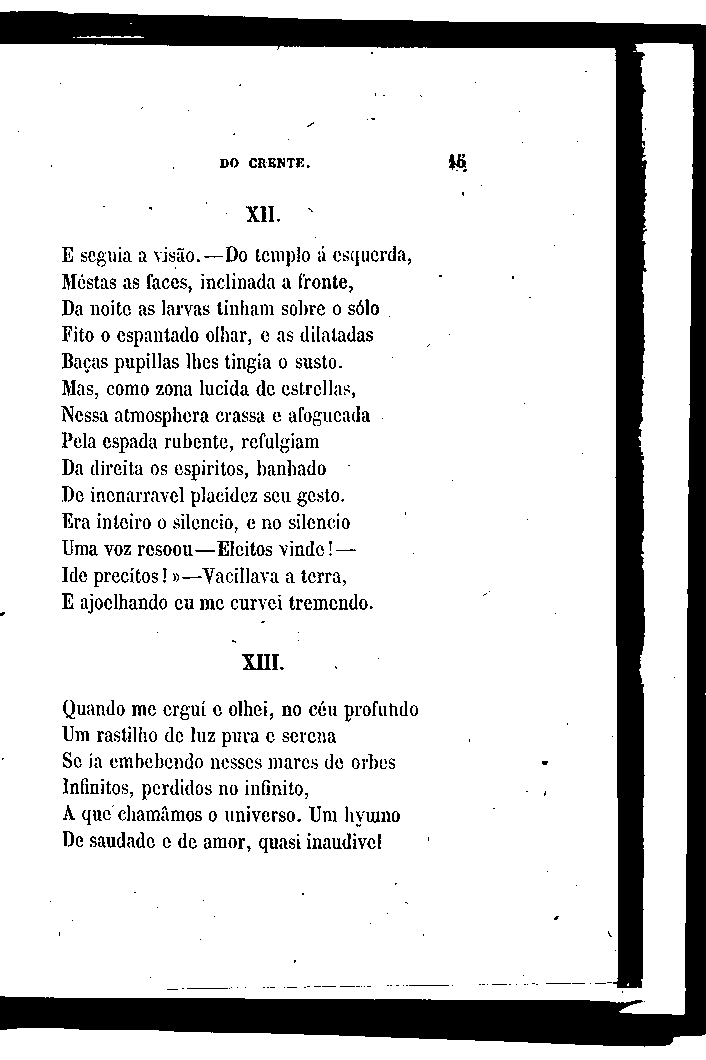 DO CRENTE. 15
XII.
E seguia a visão.—Do templo á esquerda,
Méstas as faces, inclinada a fronte,
Da noite as larvas tinham sobre o sólo
Fito o espantado olhar, e as dilatadas
Baças pupillas lhes tingia o susto.
Mas, como zona lucida de estrellas,
Nessa atmosphera crassa e afogueada
Pela espada rubente, refulgiam
Da direita os espiritos, banhado
De inenarravel placidez seu gesto.
Era inteiro o silencio, e no silencio
Uma voz resoou—Eleitos vinde!—
Ide precítos!»—Vacillava a terra,
E ajoelhando eu me curvei tremendo.
XIII.
Quando me erguí e olhei, no céu profundo
Um rastilho de luz pura e serena
Se ía embebendo nesses mares de orbes
Infinitos, perdidos no infinito,
A que chamâmos o universo. Um hymno
De saudade e de amor, quasi inaudivel